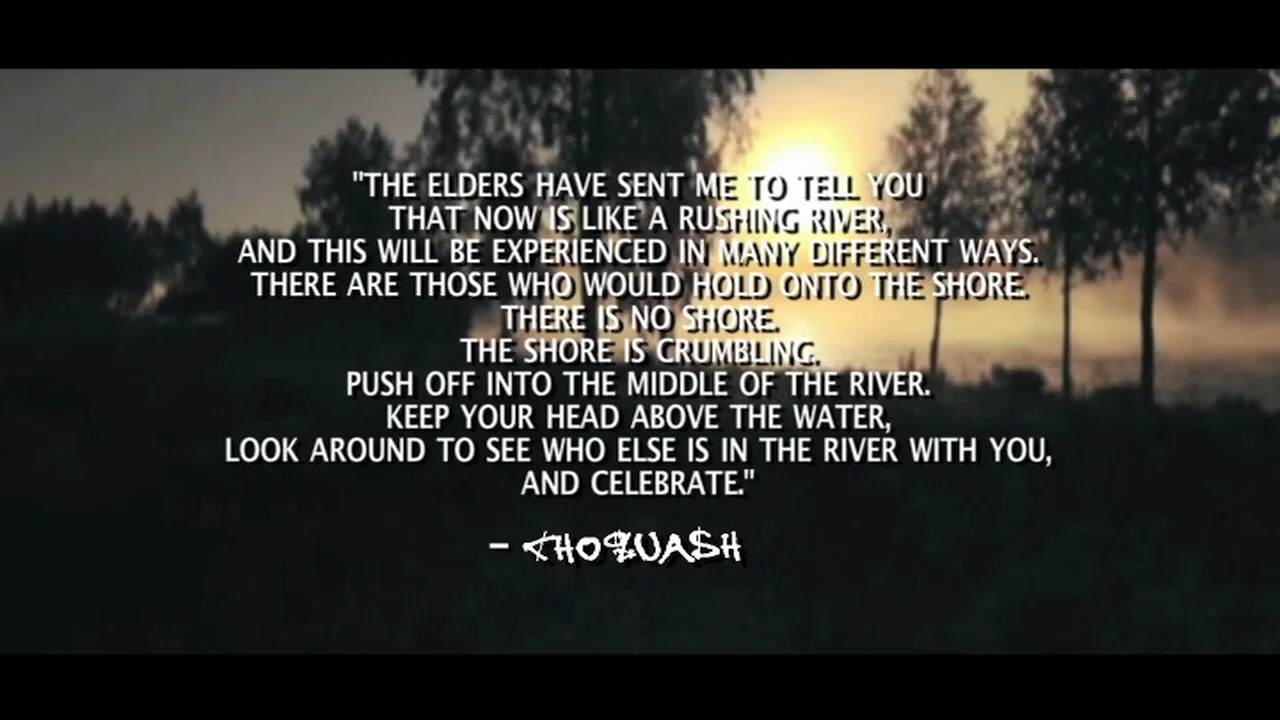 "THE ELDERS HAVE SENT ME TO TELL YOU
THAT NOW IS LIKE A RUSHING RIVER,
AND THIS WILL BE EXPERIENCED IN MANY DIFFERENT WAYS.
THERE ARE THOSE WHO WOULD HOLD ONTO THE SHORE.
THERE IS NO SHORE.
THE SHORE IS CRUMBLING.
PUSH OFF INTO THE MIDDLE OF THE RIVER.
KEEP YOUR HEAD ABOVE THE WATER,
LOOK AROUND TO SEE WHO ELSE IS IN THE RIVER WITH YOU,
AND CELEBRATE."
- CHOQUASH